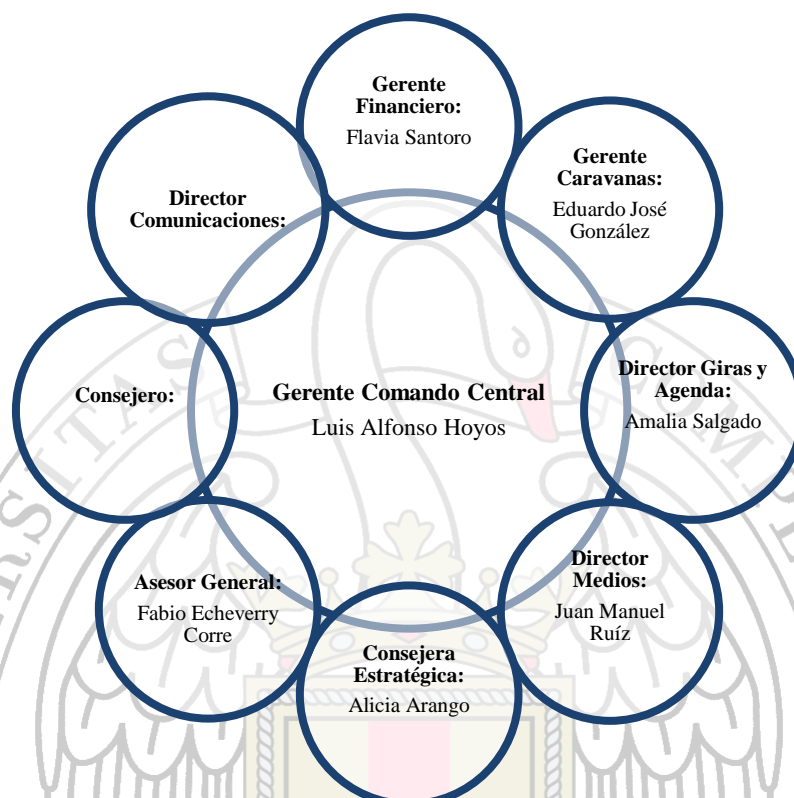 Gerente
Financiero:
Flavia Santoro
Gerente
Caravanas:
Eduardo José
González
Director Giras y
Agenda:
Amalia Salgado
Director
Medios:
Juan Manuel
Ruíz
Consejera
Estratégica:
Alicia Arango
Asesor General:
Fabio Echeverry
Corre
Consejero:
Director
Comunicaciones:
Gerente Comando Central
Luis Alfonso Hoyos